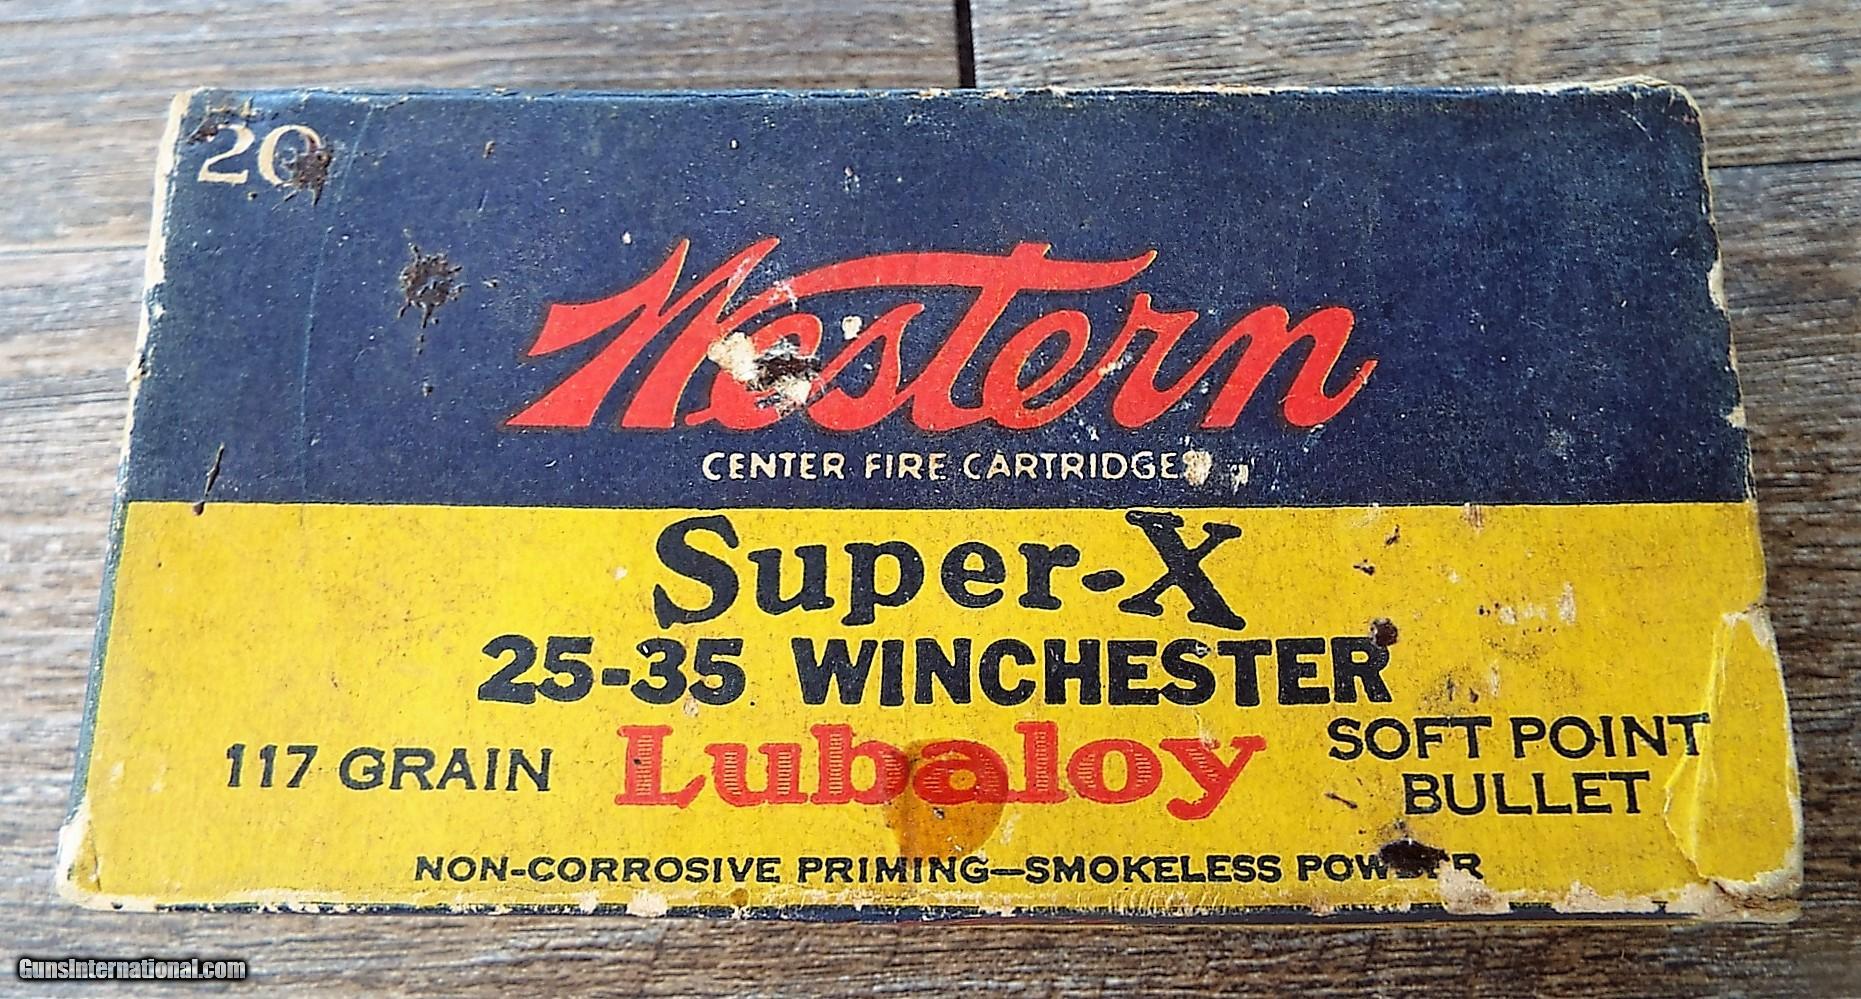 20
Western
CENTER FIRE CARTRIDGES
Super-X
25-35 WINCHESTER
117 GRAIN Lubaloy SOFT POINT BULLET
NON-CORROSIVE PRIMING—SMOKELESS POWDER
GunsInternational.com